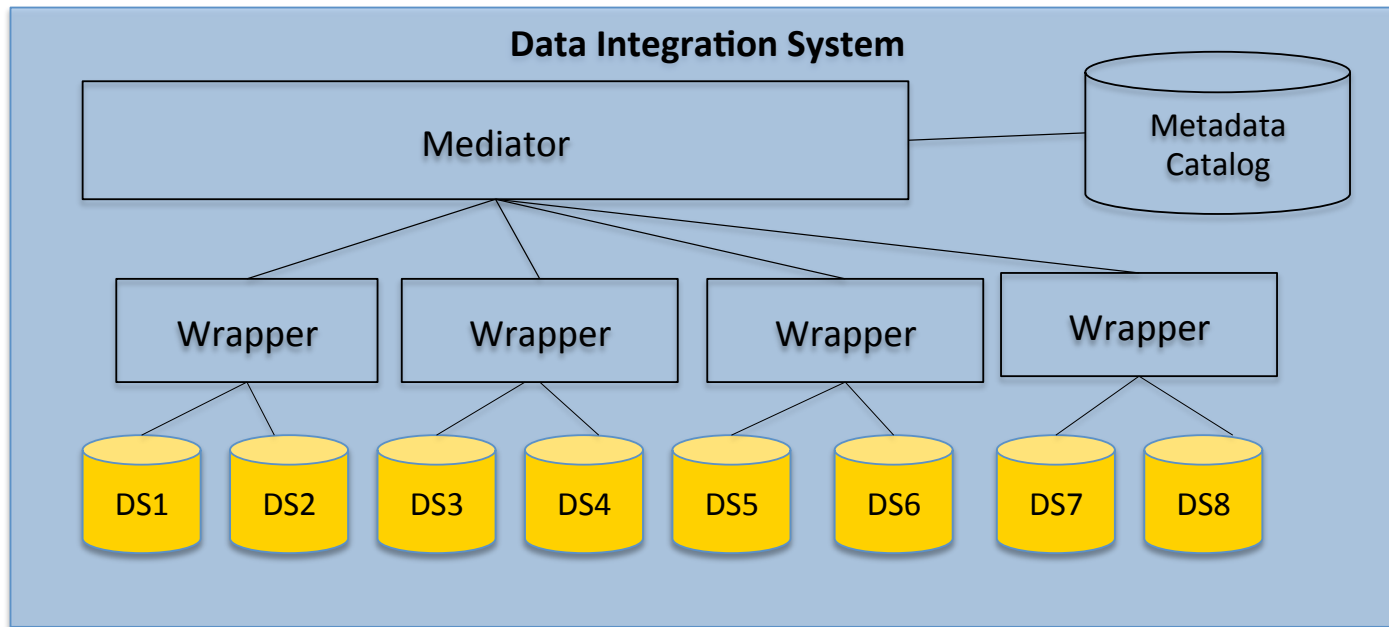 Data Integration System
Mediator
Metadata
Catalog
Wrapper
Wrapper
Wrapper
Wrapper
DS1
DS2
DS3
DS4
DS5
DS6
DS7
DS8